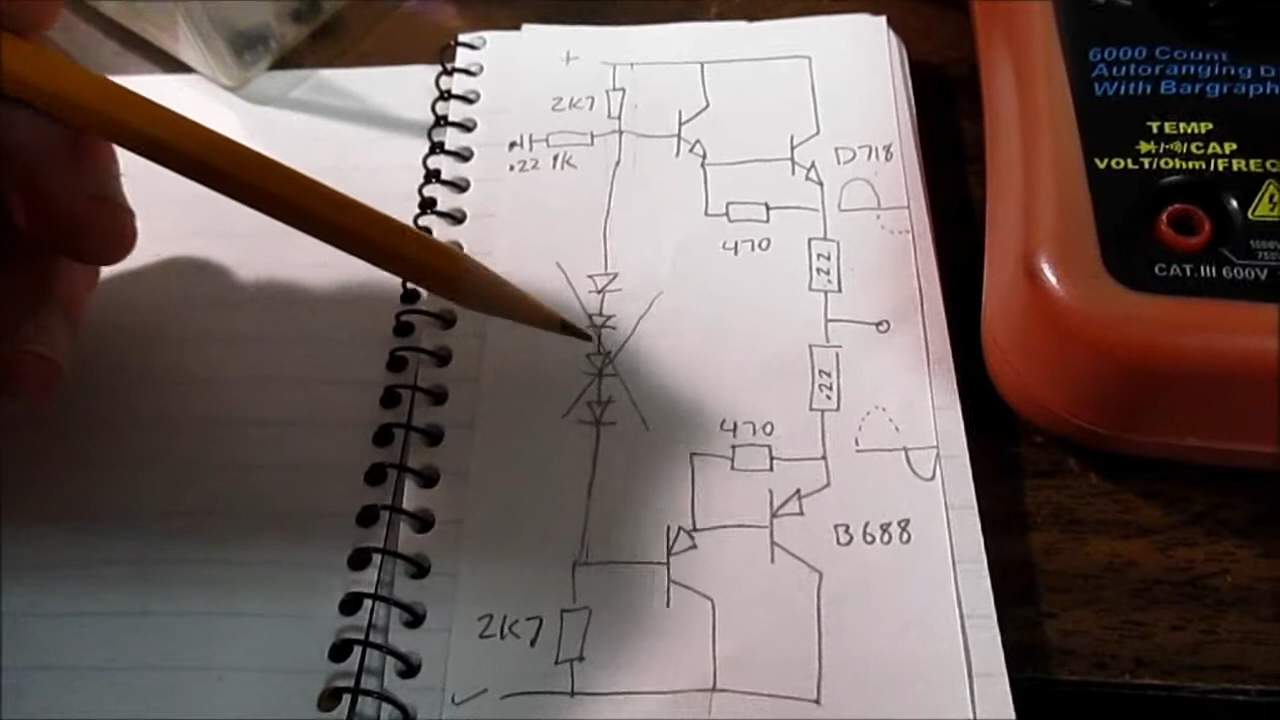 +
2K7
.22 1K
D718
470
.22
.22
470
B688
2K7
6000 Count
Autoranging
With Bargraph
TEMP
/CAP
VOLT/Ohm/FREQ
CAT.III 600V